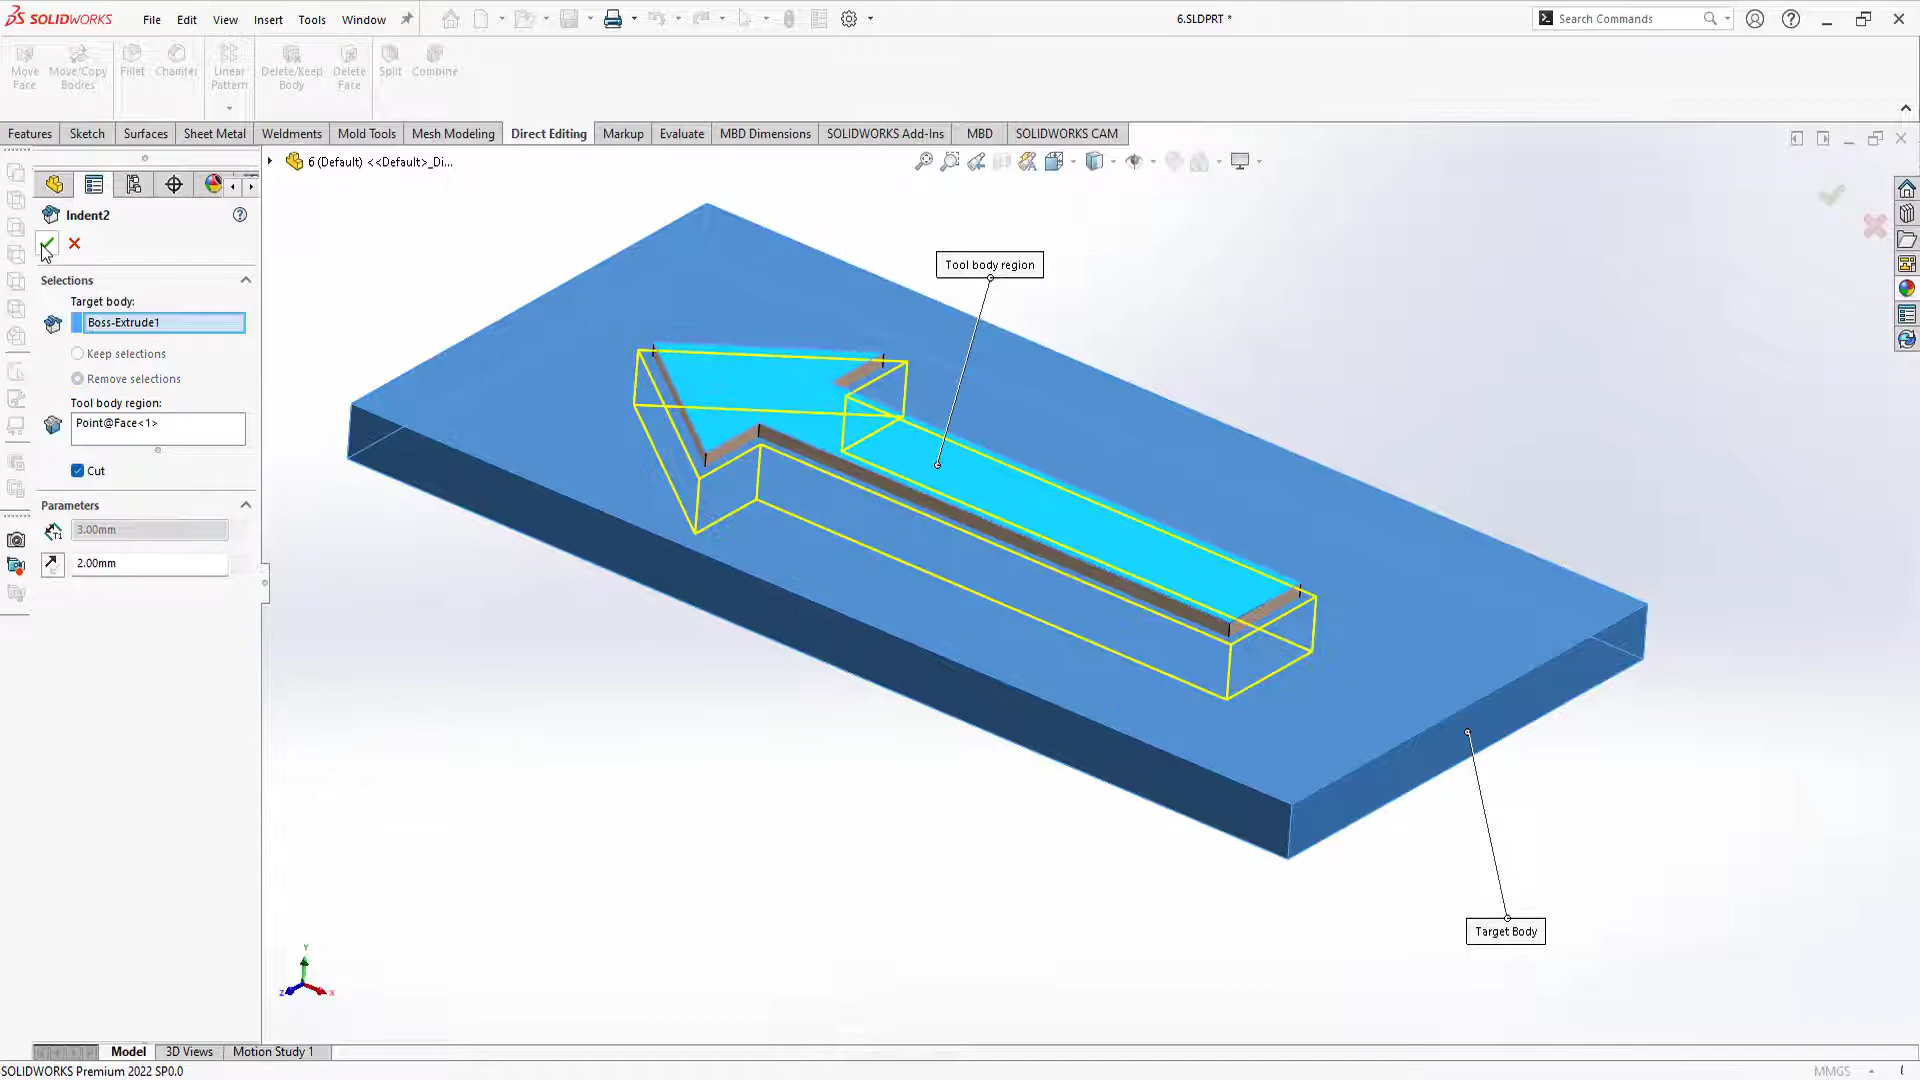 SOLIDWORKS
File Edit View Insert Tools Window
6.SLDPRT *
Search Commands
Move Face
Move/Copy Bodies
Fillet
Chamfer
Linear Pattern
Delete/Keep Body
Delete Face
Split
Combine
Features Sketch Surfaces Sheet Metal Weldments Mold Tools Mesh Modeling Direct Editing Markup Evaluate MBD Dimensions SOLIDWORKS Add-Ins MBD SOLIDWORKS CAM
6 (Default) <<Default>_Di...
Indent2
Selections
Target body:
Boss-Extrude1
Keep selections
Remove selections
Tool body region:
Point@Face<1>
Cut
Parameters
T1
3.00mm
2.00mm
Tool body region
Target Body
Y
Z
X
Model 3D Views Motion Study 1
SOLIDWORKS Premium 2022 SP0.0
MMGS